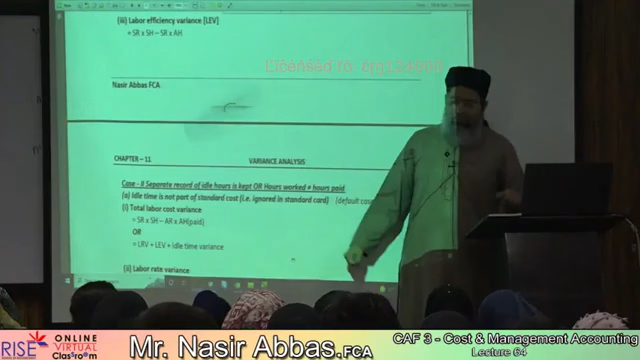 (iii) Labor efficiency variance [LEV]
= SR x SH – SR x AH
Licensed to
Nasir Abbas FCA
CHAPTER – 11 VARIANCE ANALYSIS
Case - II Separate record of idle hours is kept OR Hours worked ≠ hours paid
(a) Idle time is not part of standard cost (i.e. ignored in standard card) (default case
(i) Total labor cost variance
= SR x SH – AR x AH(paid)
OR
= LRV + LEV + Idle time variance
(ii) Labor rate variance
RISE ONLINE VIRTUAL Classroom
Mr. Nasir Abbas.FCA
CAF 3 - Cost & Management Accounting
Lecture 64